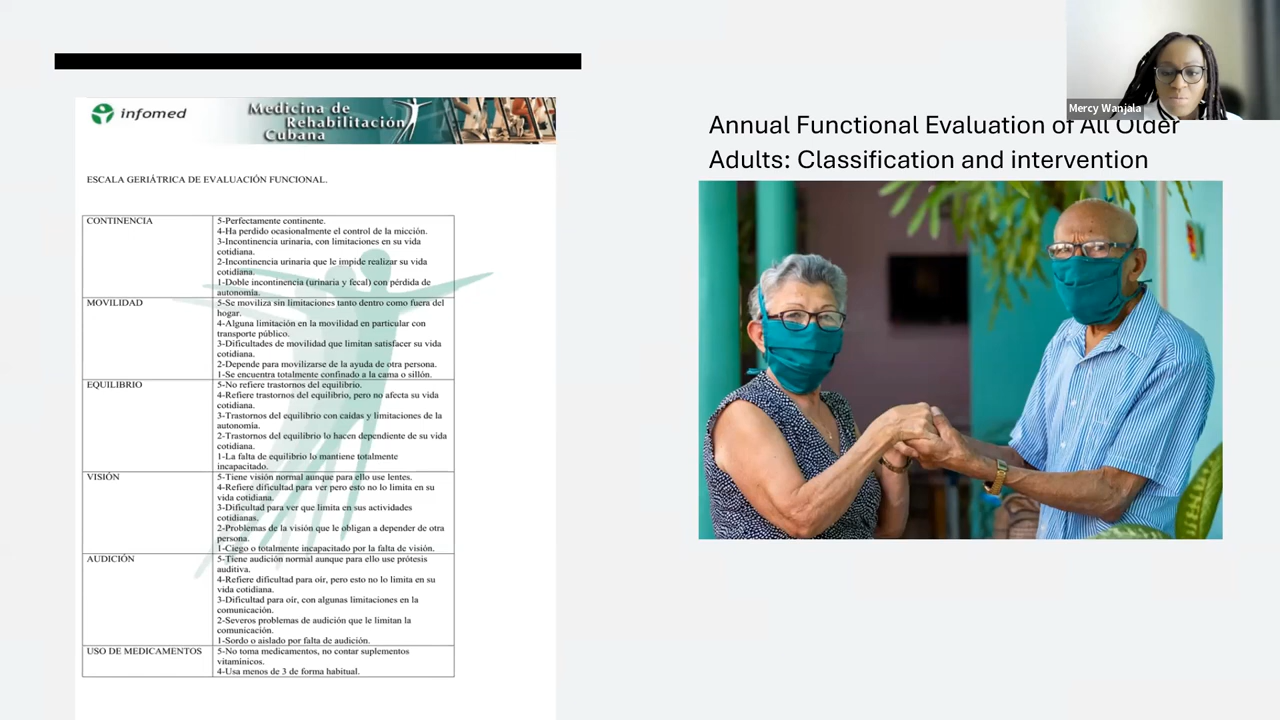 infomed
Medicina de
Rehabilitación
Cubana
ESCALA GERIÁTRICA DE EVALUACIÓN FUNCIONAL.
CONTINENCIA
5-Perfectamente continente.
4-Ha perdido ocasionalmente el control de la micción.
3-Incontinencia urinaria, con limitaciones en su vida
cotidiana.
2-Incontinencia urinaria que le impide realizar su vida
cotidiana.
1-Doble incontinencia (urinaria y fecal) con pérdida de
autonomía.
MOVILIDAD
5-Se moviliza sin limitaciones tanto dentro como fuera del
hogar.
4-Alguna limitación en la movilidad en particular con
transporte público.
3-Dificultades de movilidad que limitan satisfacer su vida
cotidiana.
2-Depende para movilizarse de la ayuda de otra persona.
1-Se encuentra totalmente confinado a la cama o sillón.
EQUILIBRIO
5-No refiere trastornos del equilibrio.
4-Refiere trastornos del equilibrio, pero no afecta su vida
cotidiana.
3-Trastornos del equilibrio con caídas y limitaciones de la
autonomía.
2-Trastornos del equilibrio lo hacen dependiente de su vida
cotidiana.
1-La falta de equilibrio lo mantiene totalmente
incapacitado.
VISIÓN
5-Tiene visión normal aunque para ello use lentes.
4-Refiere dificultad para ver pero esto no lo limita en su
vida cotidiana.
3-Dificultad para ver que limita en sus actividades
cotidianas.
2-Problemas de la visión que le obligan a depender de otra
persona.
1-Ciego o totalmente incapacitado por la falta de visión.
AUDICIÓN
5-Tiene audición normal aunque para ello use prótesis
auditiva.
4-Refiere dificultad para oír, pero esto no lo limita en su
vida cotidiana.
3-Dificultad para oír, con algunas limitaciones en la
comunicación.
2-Severos problemas de audición que le limitan la
comunicación.
1-Sordo o aislado por falta de audición.
USO DE MEDICAMENTOS
5-No toma medicamentos, no contar suplementos
vitamínicos.
4-Usa menos de 3 de forma habitual.
Mercy Wanjala
Annual Functional Evaluation of All Older
Adults: Classification and intervention